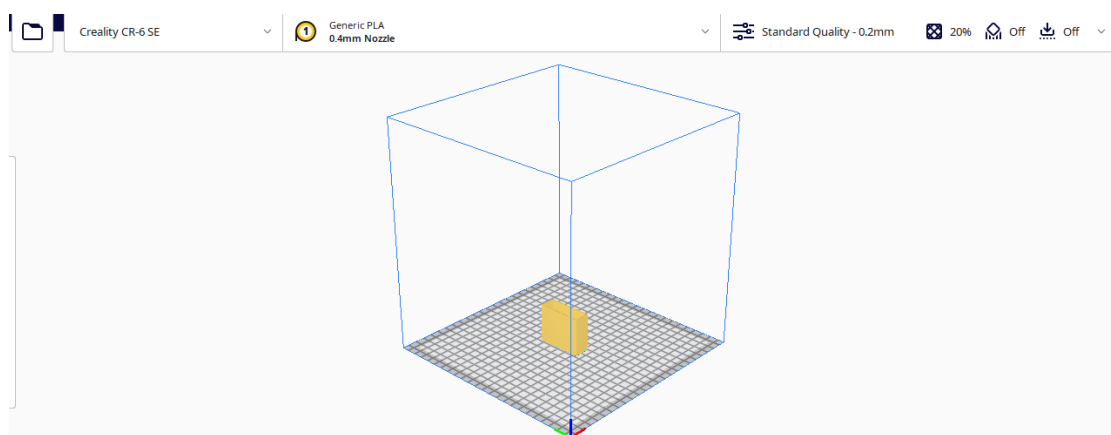 Creality CR-6 SE
1
Generic PLA
0.4mm Nozzle
Standard Quality - 0.2mm
20%
Off
Off